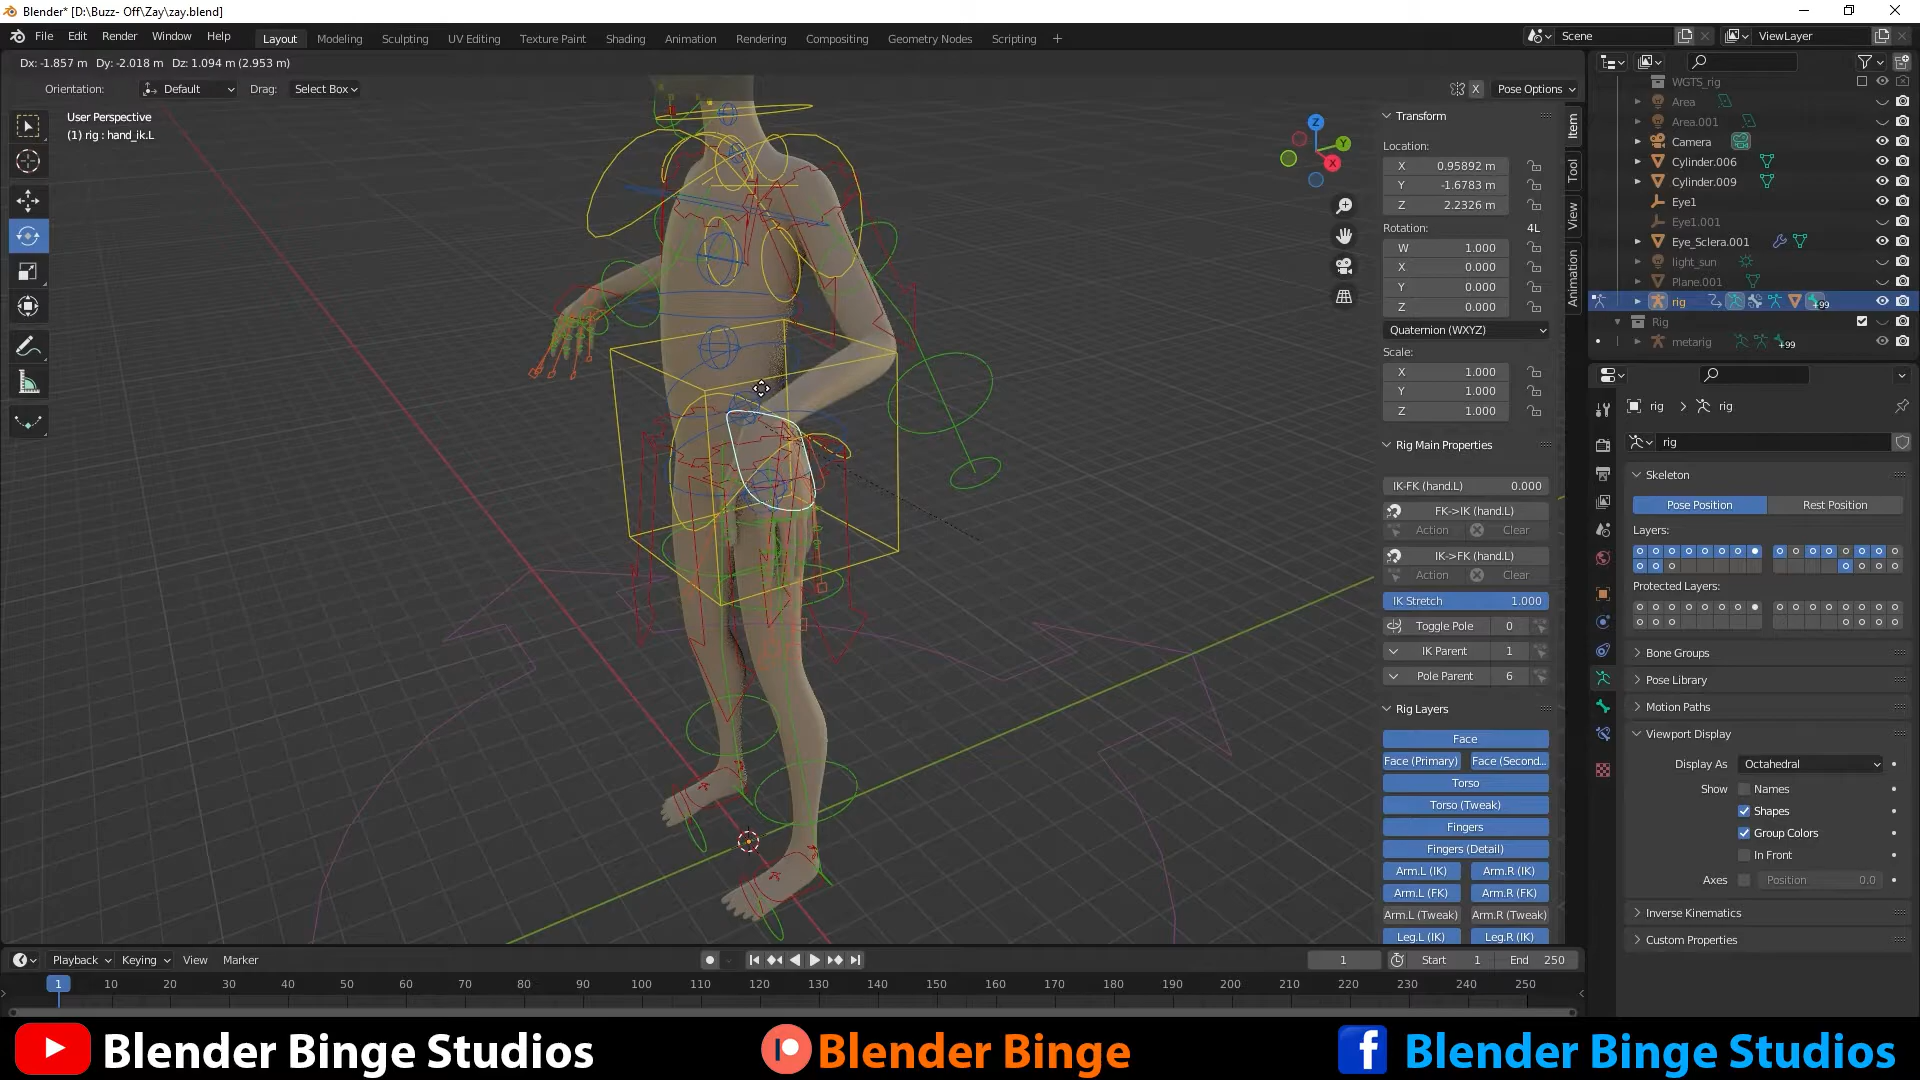 Blender* [D:\Buzz- Off\Zay\zay.blend]
File Edit Render Window Help Layout Modeling Sculpting UV Editing Texture Paint Shading Animation Rendering Compositing Geometry Nodes Scripting + Scene ViewLayer
Dx: -1.857 m Dy: -2.018 m Dz: 1.094 m (2.953 m)
Orientation: Default Drag: Select Box X Pose Options
User Perspective
(1) rig : hand_ik.L
Z
Y
X
Transform
Location:
X 0.95892 m
Y -1.6783 m
Z 2.2326 m
Rotation: 4L
W 1.000
X 0.000
Y 0.000
Z 0.000
Quaternion (WXYZ)
Scale:
X 1.000
Y 1.000
Z 1.000
Rig Main Properties
IK-FK (hand.L) 0.000
FK->IK (hand.L)
Action Clear
IK->FK (hand.L)
Action Clear
IK Stretch 1.000
Toggle Pole 0
IK Parent 1
Pole Parent 6
Rig Layers
Face
Face (Primary) Face (Second...
Torso
Torso (Tweak)
Fingers
Fingers (Detail)
Arm.L (IK) Arm.R (IK)
Arm.L (FK) Arm.R (FK)
Arm.L (Tweak) Arm.R (Tweak)
Leg.L (IK) Leg.R (IK)
Item
Tool
View
Animation
WGTS_rig
Area
Area.001
Camera
Cylinder.006
Cylinder.009
Eye1
Eye1.001
Eye_Sclera.001
light_sun
Plane.001
rig +99
Rig
metarig +99
rig > rig
rig
Skeleton
Pose Position Rest Position
Layers:
Protected Layers:
Bone Groups
Pose Library
Motion Paths
Viewport Display
Display As Octahedral
Show Names
Shapes
Group Colors
In Front
Axes Position 0.0
Inverse Kinematics
Custom Properties
Playback Keying View Marker 1 Start 1 End 250
1 10 20 30 40 50 60 70 80 90 100 110 120 130 140 150 160 170 180 190 200 210 220 230 240 250
Blender Binge Studios Blender Binge Blender Binge Studios